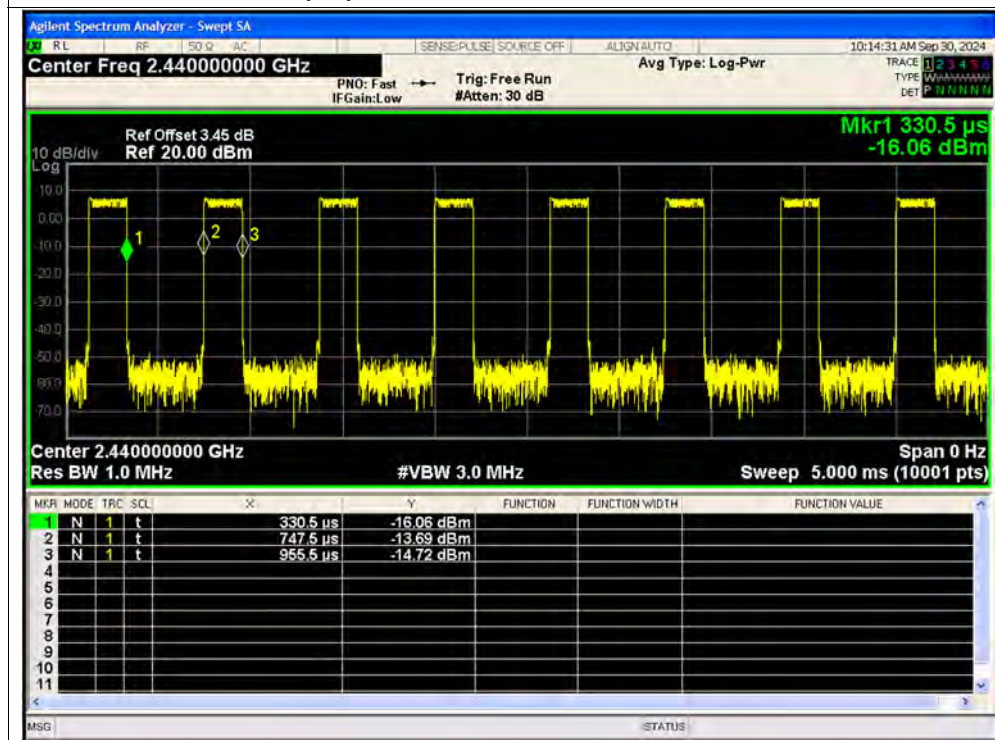 Agilent Spectrum Analyzer - Swept SA
RL RF 50 Ω AC SENSE:PULSE SOURCE OFF ALIGN AUTO 10:14:31 AM Sep 30, 2024
Center Freq 2.440000000 GHz
PNO: Fast
IFGain:Low
Trig: Free Run
#Atten: 30 dB
Avg Type: Log-Pwr
TRACE 1 2 3 4 5 6
TYPE
DET P N N N N N
Mkr1 330.5 µs
-16.06 dBm
Ref Offset 3.45 dB
10 dB/div Ref 20.00 dBm
Log
10.0
0.00
-10.0
-20.0
-30.0
-40.0
-50.0
-60.0
-70.0
1
2
3
Center 2.440000000 GHz Span 0 Hz
Res BW 1.0 MHz #VBW 3.0 MHz Sweep 5.000 ms (10001 pts)
MKR MODE TRC SCL X Y FUNCTION FUNCTION WIDTH FUNCTION VALUE
1 N 1 t 330.5 µs -16.06 dBm
2 N 1 t 747.5 µs -13.69 dBm
3 N 1 t 955.5 µs -14.72 dBm
4
5
6
7
8
9
10
11
MSG STATUS